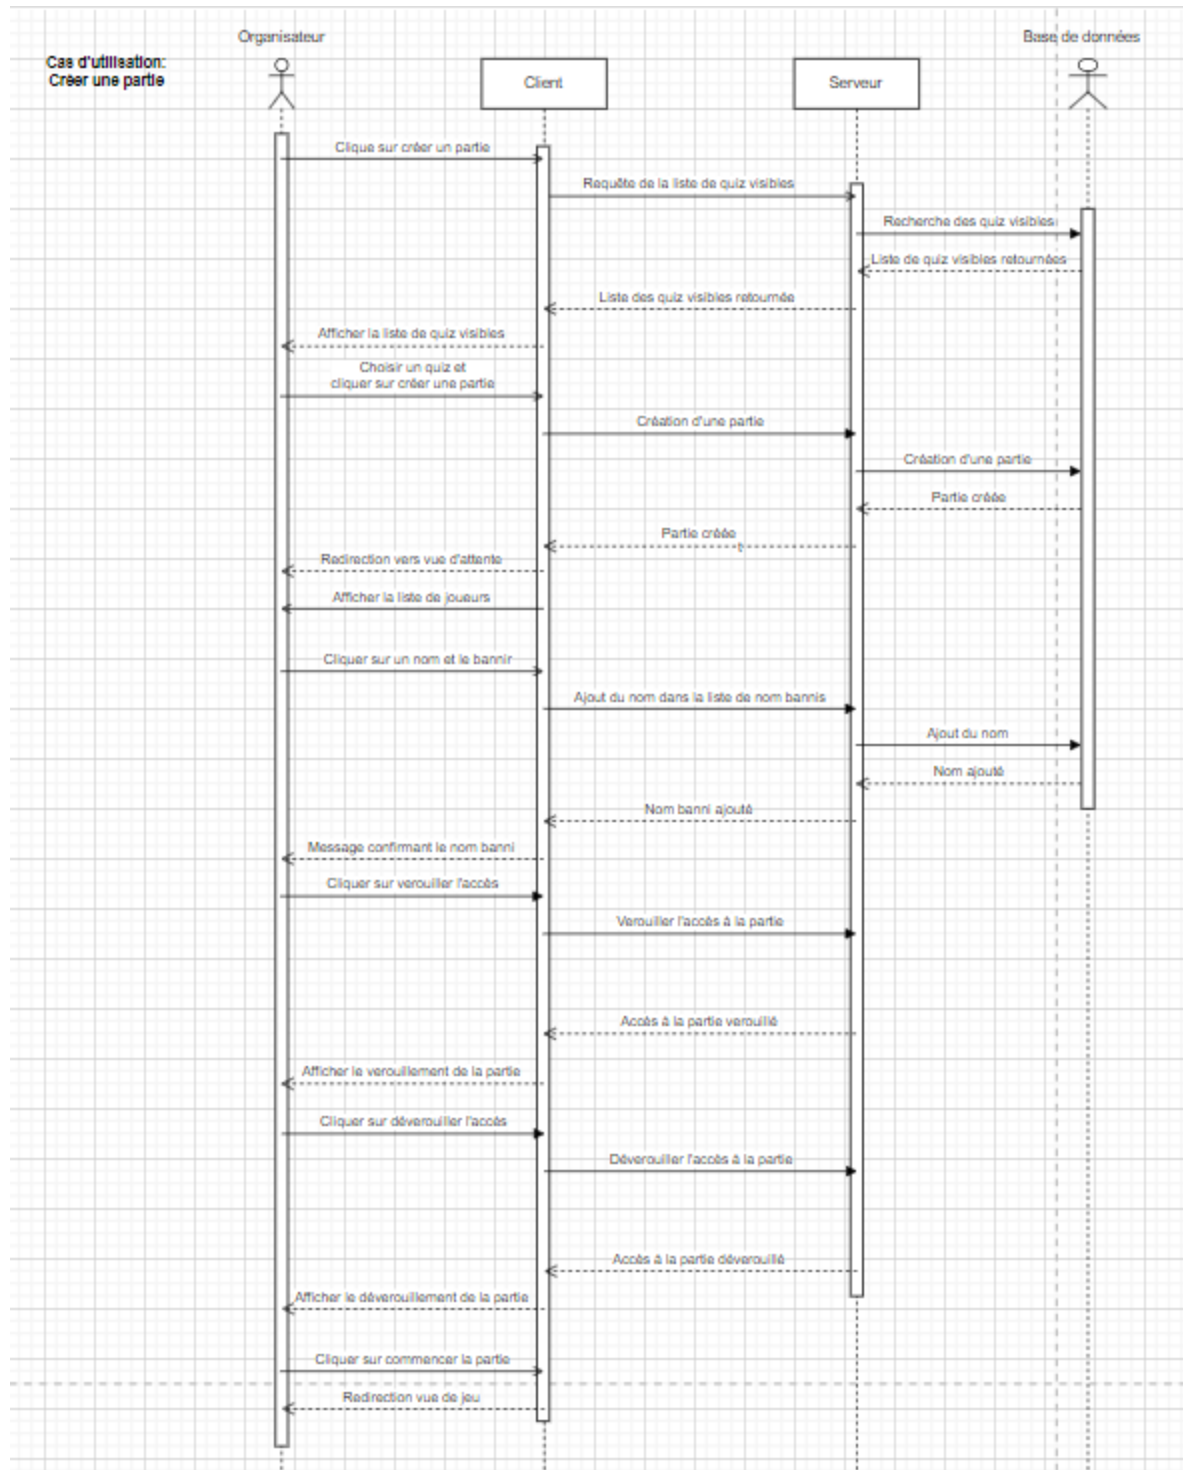 Organisateur
Base de données
Cas d'utilisation:
Créer une partie
Client
Serveur
Clique sur créer un partie
Requête de la liste de quiz visibles
Recherche des quiz visibles
Liste de quiz visibles retournées
Liste des quiz visibles retournée
Afficher la liste de quiz visibles
Choisir un quiz et
cliquer sur créer une partie
Création d'une partie
Création d'une partie
Partie créée
Partie créée
Redirection vers vue d'attente
Afficher la liste de joueurs
Cliquer sur un nom et le bannir
Ajout du nom dans la liste de nom bannis
Ajout du nom
Nom ajouté
Nom banni ajouté
Message confirmant le nom banni
Cliquer sur verouiller l'accès
Verouiller l'accès à la partie
Accès à la partie verouillé
Afficher le verouillement de la partie
Cliquer sur déverouiller l'accès
Déverouiller l'accès à la partie
Accès à la partie déverouillé
Afficher le déverouillement de la partie
Cliquer sur commencer la partie
Redirection vue de jeu